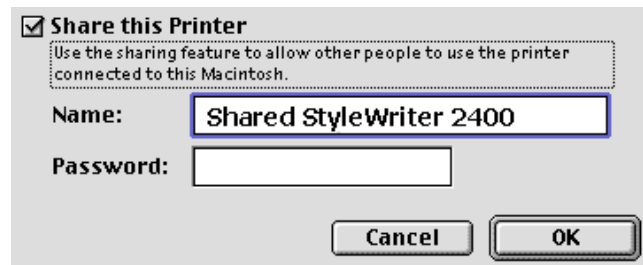 Share this Printer
Use the sharing feature to allow other people to use the printer
connected to this Macintosh.
Name: Shared StyleWriter 2400
Password:
Cancel OK